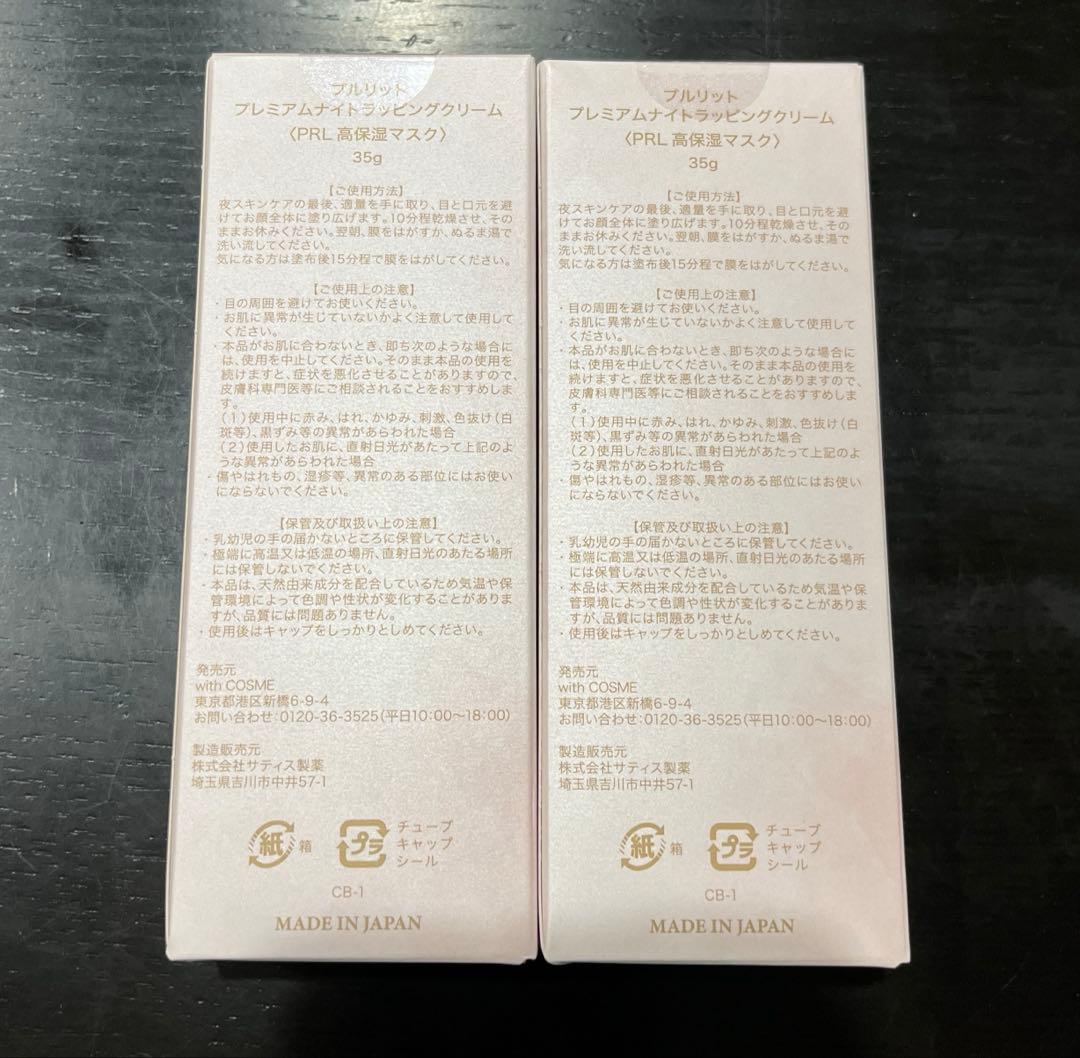 プルリット
プレミアムナイトラッピングクリーム
〈PRL 高保湿マスク〉
35g
【ご使用方法】
夜スキンケアの最後、適量を手に取り、目と口元を避
けてお顔全体に塗り広げます。10分程乾燥させ、その
ままお休みください。翌朝、膜をはがすか、ぬるま湯で
洗い流してください。
気になる方は塗布後15分程で膜をはがしてください。
【ご使用上の注意】
・目の周囲を避けてお使いください。
・お肌に異常が生じていないかよく注意して使用して
ください。
・本品がお肌に合わないとき、即ち次のような場合に
は、使用を中止してください。そのまま本品の使用を
続けますと、症状を悪化させることがありますので、
皮膚科専門医等にご相談されることをおすすめしま
す。
（1）使用中に赤み、はれ、かゆみ、刺激、色抜け（白
斑等）、黒ずみ等の異常があらわれた場合
（2）使用したお肌に、直射日光があたって上記のよ
うな異常があらわれた場合
・傷やはれもの、湿疹等、異常のある部位にはお使い
にならないでください。
【保管及び取扱い上の注意】
・乳幼児の手の届かないところに保管してください。
・極端に高温又は低温の場所、直射日光のあたる場所
には保管しないでください。
・本品は、天然由来成分を配合しているため気温や保
管環境によって色調や性状が変化することがありま
すが、品質には問題ありません。
・使用後はキャップをしっかりとしめてください。
発売元
with COSME
東京都港区新橋6-9-4
お問い合わせ：0120-36-3525（平日10：00〜18：00）
製造販売元
株式会社サティス製薬
埼玉県吉川市中井57-1
紙 箱
プラ
チューブ
キャップ
シール
CB-1
MADE IN JAPAN
プルリット
プレミアムナイトラッピングクリーム
〈PRL 高保湿マスク〉
35g
【ご使用方法】
夜スキンケアの最後、適量を手に取り、目と口元を避
けてお顔全体に塗り広げます。10分程乾燥させ、その
ままお休みください。翌朝、膜をはがすか、ぬるま湯で
洗い流してください。
気になる方は塗布後15分程で膜をはがしてください。
【ご使用上の注意】
・目の周囲を避けてお使いください。
・お肌に異常が生じていないかよく注意して使用して
ください。
・本品がお肌に合わないとき、即ち次のような場合に
は、使用を中止してください。そのまま本品の使用を
続けますと、症状を悪化させることがありますので、
皮膚科専門医等にご相談されることをおすすめしま
す。
（1）使用中に赤み、はれ、かゆみ、刺激、色抜け（白
斑等）、黒ずみ等の異常があらわれた場合
（2）使用したお肌に、直射日光があたって上記のよ
うな異常があらわれた場合
・傷やはれもの、湿疹等、異常のある部位にはお使い
にならないでください。
【保管及び取扱い上の注意】
・乳幼児の手の届かないところに保管してください。
・極端に高温又は低温の場所、直射日光のあたる場所
には保管しないでください。
・本品は、天然由来成分を配合しているため気温や保
管環境によって色調や性状が変化することがありま
すが、品質には問題ありません。
・使用後はキャップをしっかりとしめてください。
発売元
with COSME
東京都港区新橋6-9-4
お問い合わせ：0120-36-3525（平日10：00〜18：00）
製造販売元
株式会社サティス製薬
埼玉県吉川市中井57-1
紙 箱
プラ
チューブ
キャップ
シール
CB-1
MADE IN JAPAN